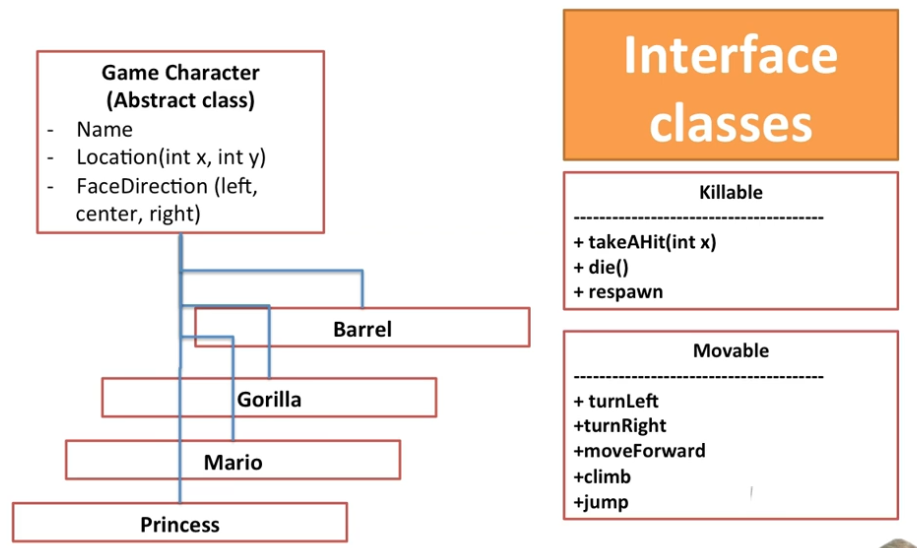 Game Character
(Abstract class)
- Name
- Location(int x, int y)
- FaceDirection (left,
center, right)
Barrel
Gorilla
Mario
Princess
Interface
classes
Killable
---------------------------------------
+ takeAHit(int x)
+ die()
+ respawn
Movable
---------------------------------------
+ turnLeft
+turnRight
+moveForward
+climb
+jump